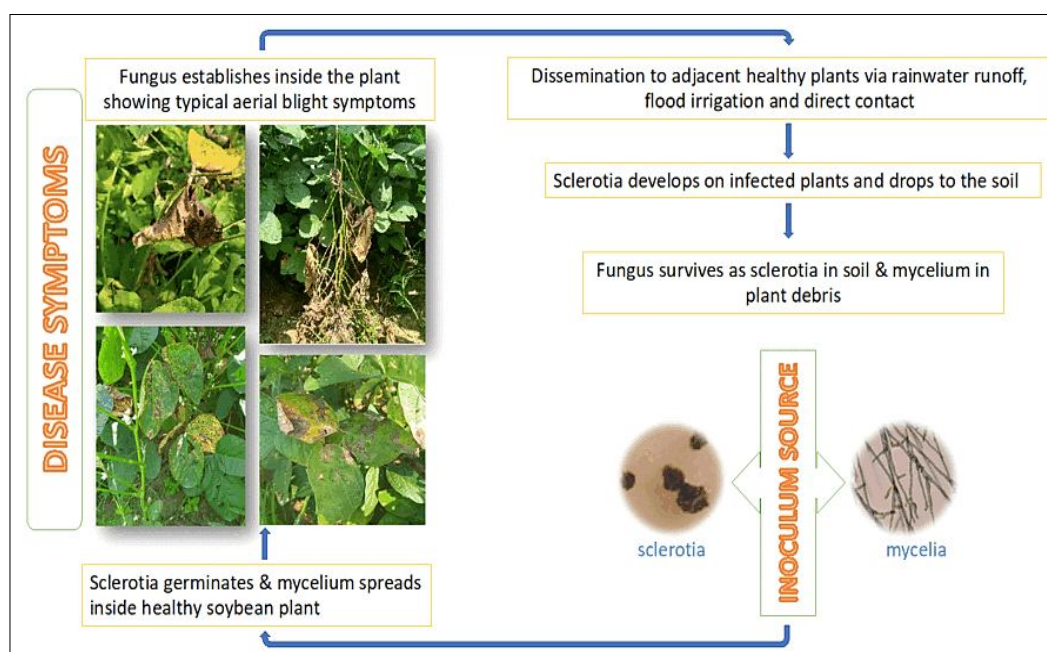 Fungus establishes inside the plant
showing typical aerial blight symptoms
DISEASE SYMPTOMS
Sclerotia germinates & mycelium spreads
inside healthy soybean plant
Dissemination to adjacent healthy plants via rainwater runoff,
flood irrigation and direct contact
Sclerotia develops on infected plants and drops to the soil
Fungus survives as sclerotia in soil & mycelium in
plant debris
INOCULUM SOURCE
sclerotia
mycelia